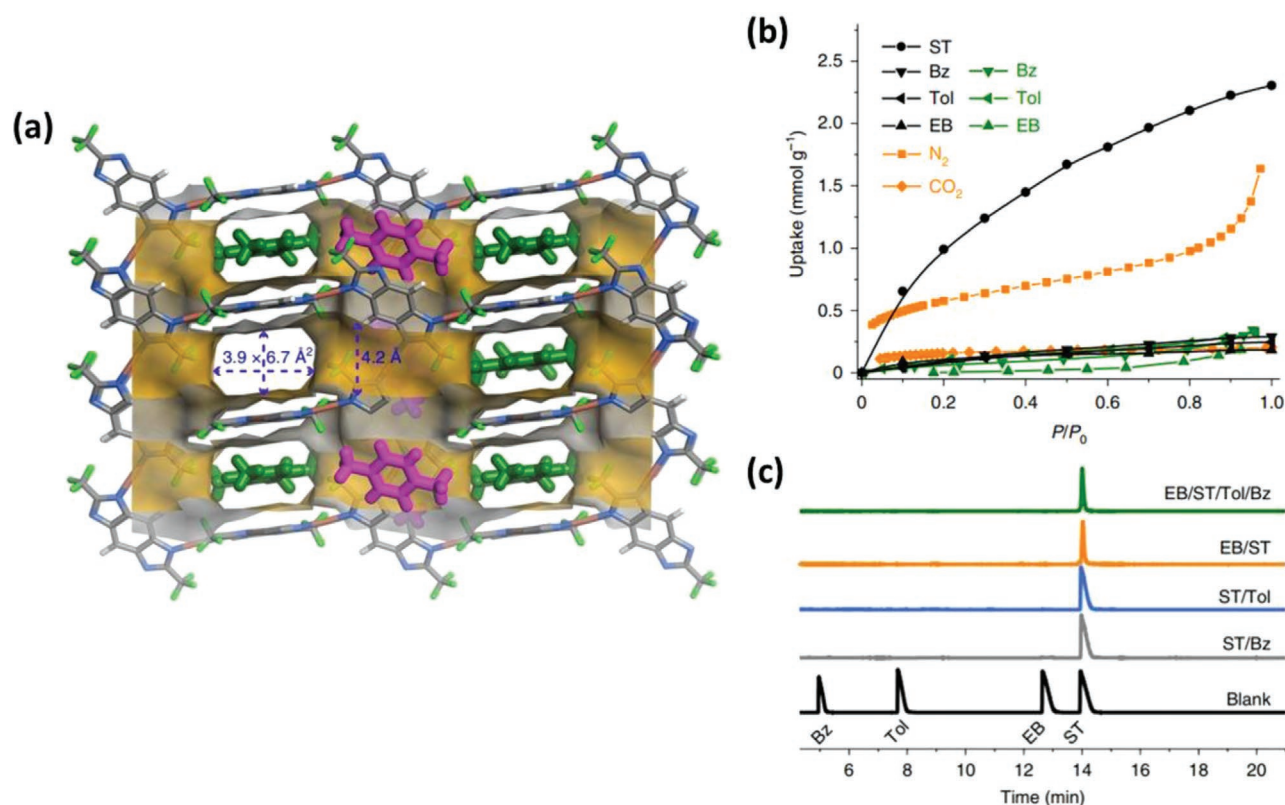 (a)
3.9 × 6.7 Å²
4.2 Å
(b)
ST
Bz
Tol
EB
N₂
CO₂
Bz
Tol
EB
Uptake (mmol g⁻¹)
2.5
2.0
1.5
1.0
0.5
0
0
0.2
0.4
0.6
0.8
1.0
P/P₀
(c)
EB/ST/Tol/Bz
EB/ST
ST/Tol
ST/Bz
Blank
Bz
Tol
EB
ST
6
8
10
12
14
16
18
20
Time (min)